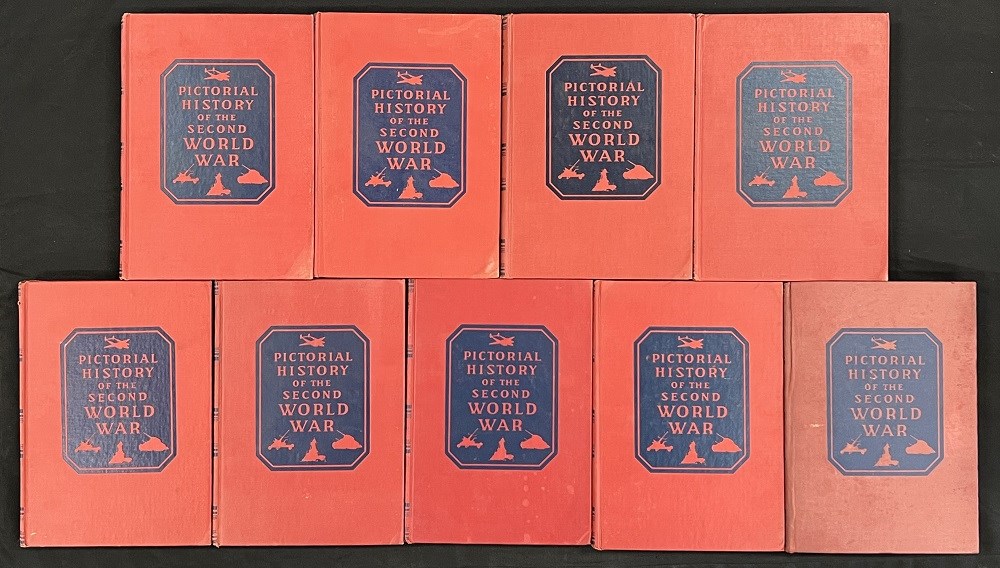 PICTORIAL
HISTORY
OF THE
SECOND
WORLD
WAR
PICTORIAL
HISTORY
OF THE
SECOND
WORLD
WAR
PICTORIAL
HISTORY
OF THE
SECOND
WORLD
WAR
PICTORIAL
HISTORY
OF THE
SECOND
WORLD
WAR
PICTORIAL
HISTORY
OF THE
SECOND
WORLD
WAR
PICTORIAL
HISTORY
OF THE
SECOND
WORLD
WAR
PICTORIAL
HISTORY
OF THE
SECOND
WORLD
WAR
PICTORIAL
HISTORY
OF THE
SECOND
WORLD
WAR
PICTORIAL
HISTORY
OF THE
SECOND
WORLD
WAR